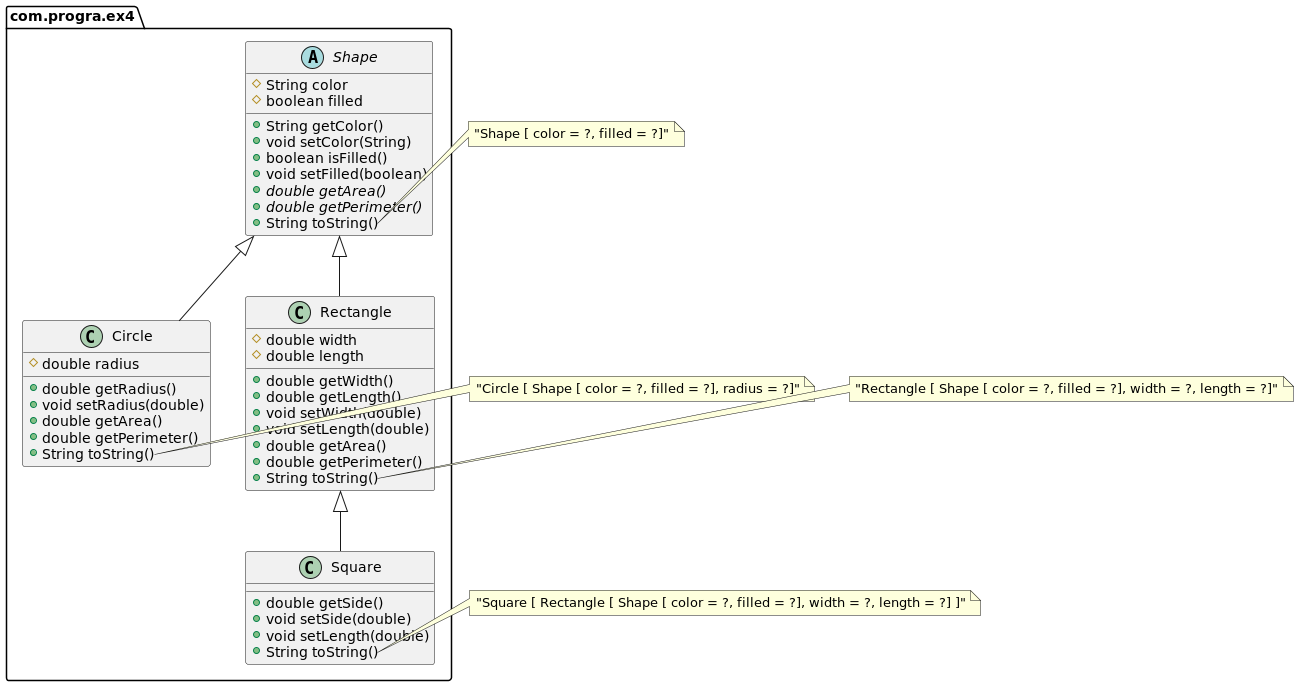 com.progra.ex4
A Shape
String color
boolean filled
String getColor()
void setColor(String)
boolean isFilled()
void setFilled(boolean)
double getArea()
double getPerimeter()
String toString()
"Shape [ color = ?, filled = ?]"
C Circle
double radius
double getRadius()
void setRadius(double)
double getArea()
double getPerimeter()
String toString()
"Circle [ Shape [ color = ?, filled = ?], radius = ?]"
C Rectangle
double width
double length
double getWidth()
double getLength()
void setWidth(double)
void setLength(double)
double getArea()
double getPerimeter()
String toString()
"Rectangle [ Shape [ color = ?, filled = ?], width = ?, length = ?]"
C Square
double getSide()
void setSide(double)
void setLength(double)
String toString()
"Square [ Rectangle [ Shape [ color = ?, filled = ?], width = ?, length = ?] ]"